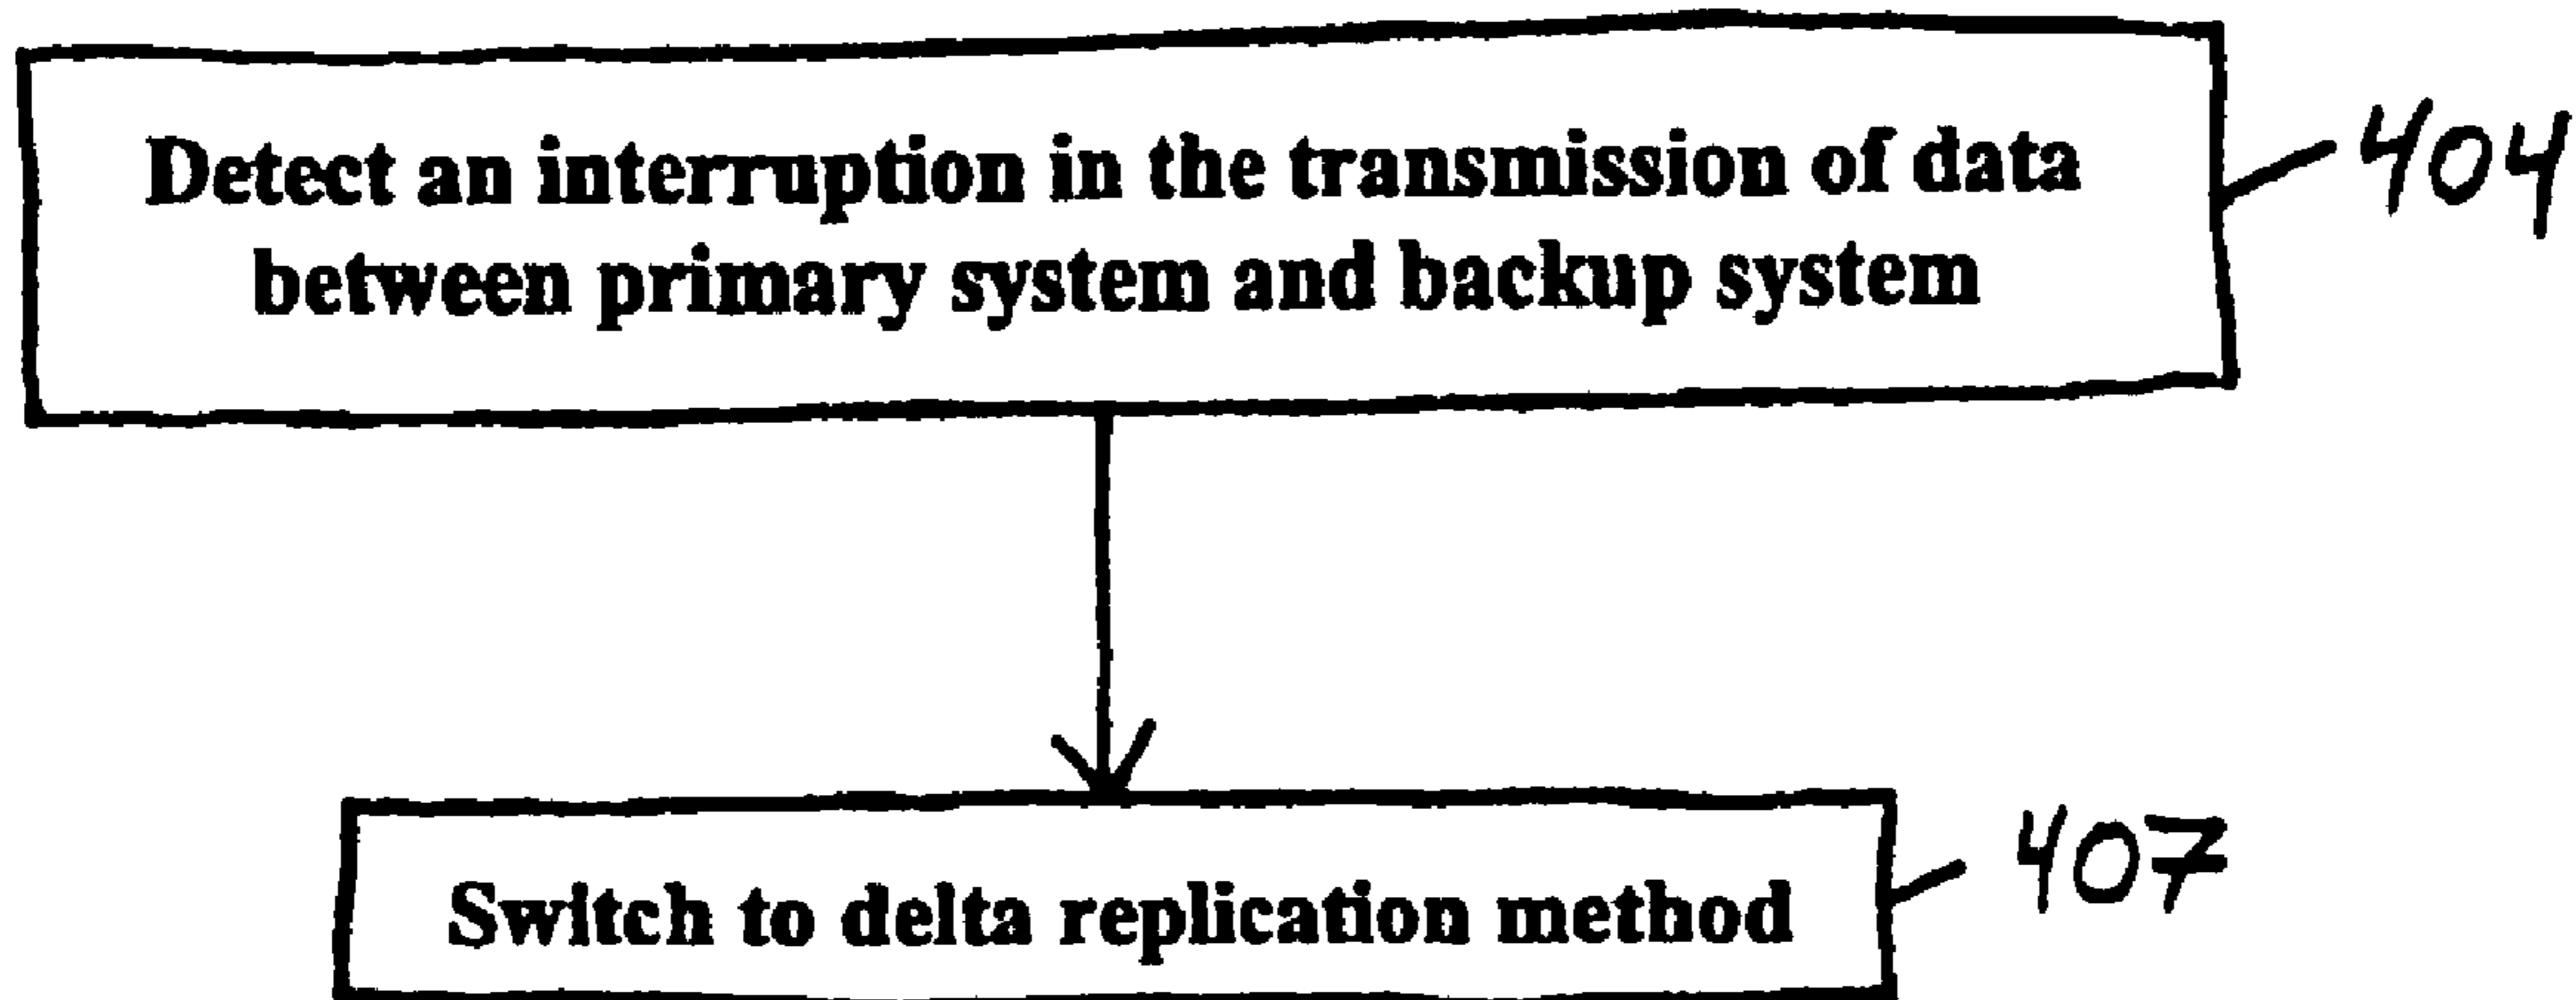 Detect an interruption in the transmission of data
between primary system and backup system
404
Switch to delta replication method
407